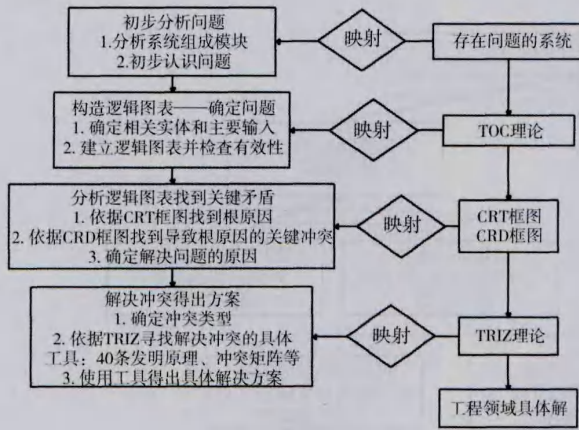 初步分析问题
1.分析系统组成模块
2.初步认识问题
映射
存在问题的系统
构造逻辑图表——确定问题
1. 确定相关实体和主要输入
2. 建立逻辑图表并检查有效性
映射
TOC理论
分析逻辑图表找到关键矛盾
1. 依据CRT框图找到根原因
2. 依据CRD框图找到导致根原因的关键冲突
3. 确定解决问题的原因
映射
CRT框图
CRD框图
解决冲突得出方案
1. 确定冲突类型
2. 依据TRIZ寻找解决冲突的具体
工具：40条发明原理、冲突矩阵等
3. 使用工具得出具体解决方案
映射
TRIZ理论
工程领域具体解